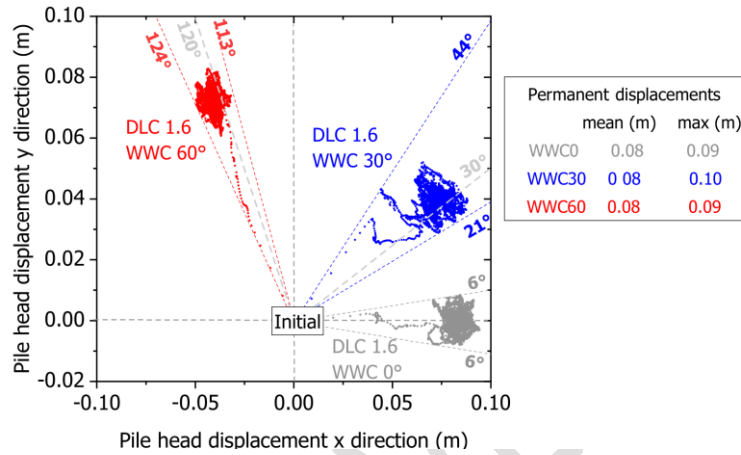 Pile head displacement y direction (m)
0.10
0.08
0.06
0.04
0.02
0.00
-0.02
-0.10
-0.05
0.00
0.05
0.10
Pile head displacement x direction (m)
124°
120°
113°
DLC 1.6
WWC 60°
44°
DLC 1.6
WWC 30°
30°
21°
6°
Initial
DLC 1.6
WWC 0°
6°
Permanent displacements
mean (m) max (m)
WWC0 0.08 0.09
WWC30 0 08 0.10
WWC60 0.08 0.09